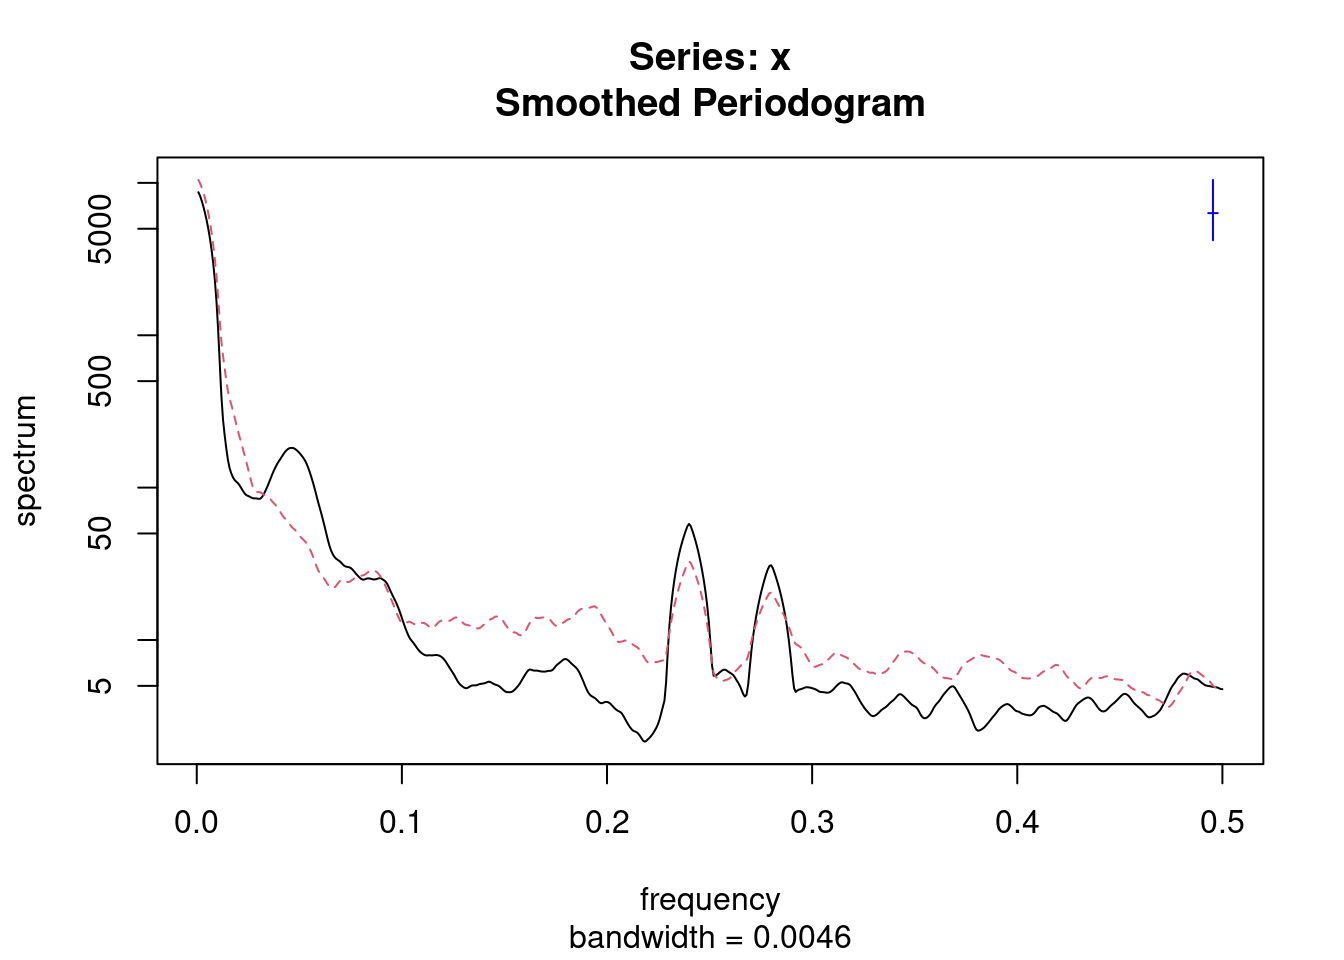 Series: x
Smoothed Periodogram
spectrum
5000
500
50
5
0.0 0.1 0.2 0.3 0.4 0.5
frequency
bandwidth = 0.0046